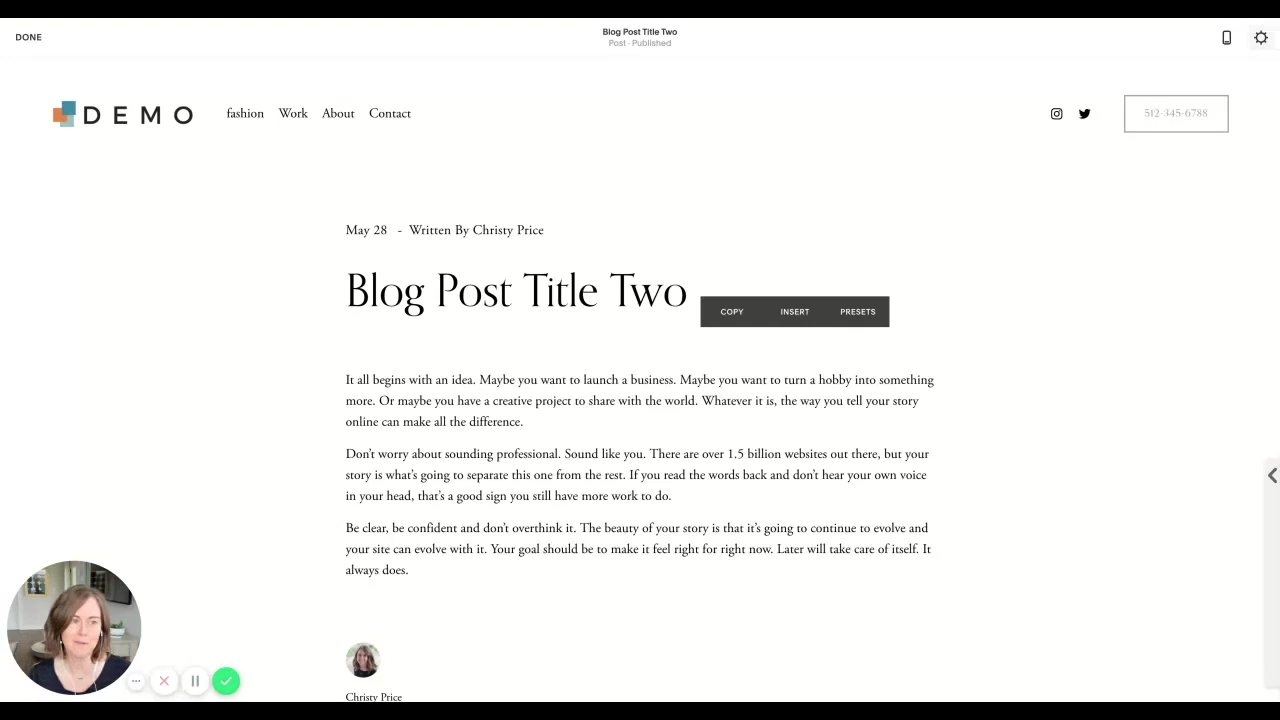 DONE
Blog Post Title Two
Post · Published
DEMO
fashion Work About Contact
512-345-6788
May 28 - Written By Christy Price
Blog Post Title Two
COPY INSERT PRESETS
It all begins with an idea. Maybe you want to launch a business. Maybe you want to turn a hobby into something
more. Or maybe you have a creative project to share with the world. Whatever it is, the way you tell your story
online can make all the difference.
Don’t worry about sounding professional. Sound like you. There are over 1.5 billion websites out there, but your
story is what’s going to separate this one from the rest. If you read the words back and don’t hear your own voice
in your head, that’s a good sign you still have more work to do.
Be clear, be confident and don’t overthink it. The beauty of your story is that it’s going to continue to evolve and
your site can evolve with it. Your goal should be to make it feel right for right now. Later will take care of itself. It
always does.
Christy Price